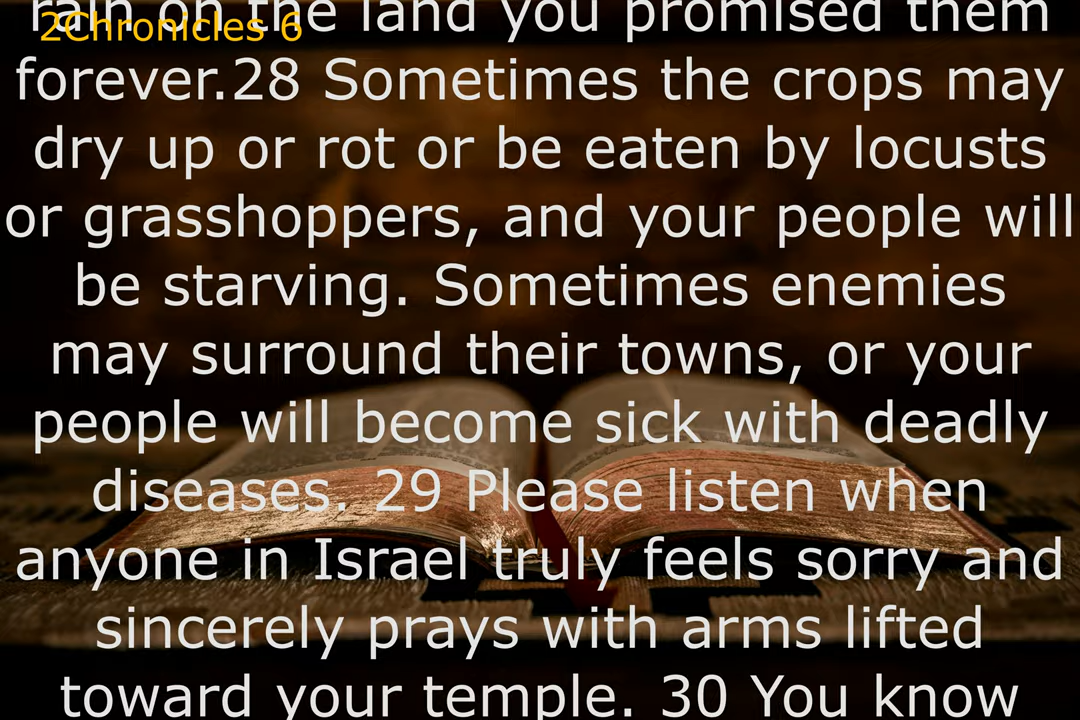 rain on the land you promised them
2Chronicles 6
forever.28 Sometimes the crops may
dry up or rot or be eaten by locusts
or grasshoppers, and your people will
be starving. Sometimes enemies
may surround their towns, or your
people will become sick with deadly
diseases. 29 Please listen when
anyone in Israel truly feels sorry and
sincerely prays with arms lifted
toward your temple. 30 You know